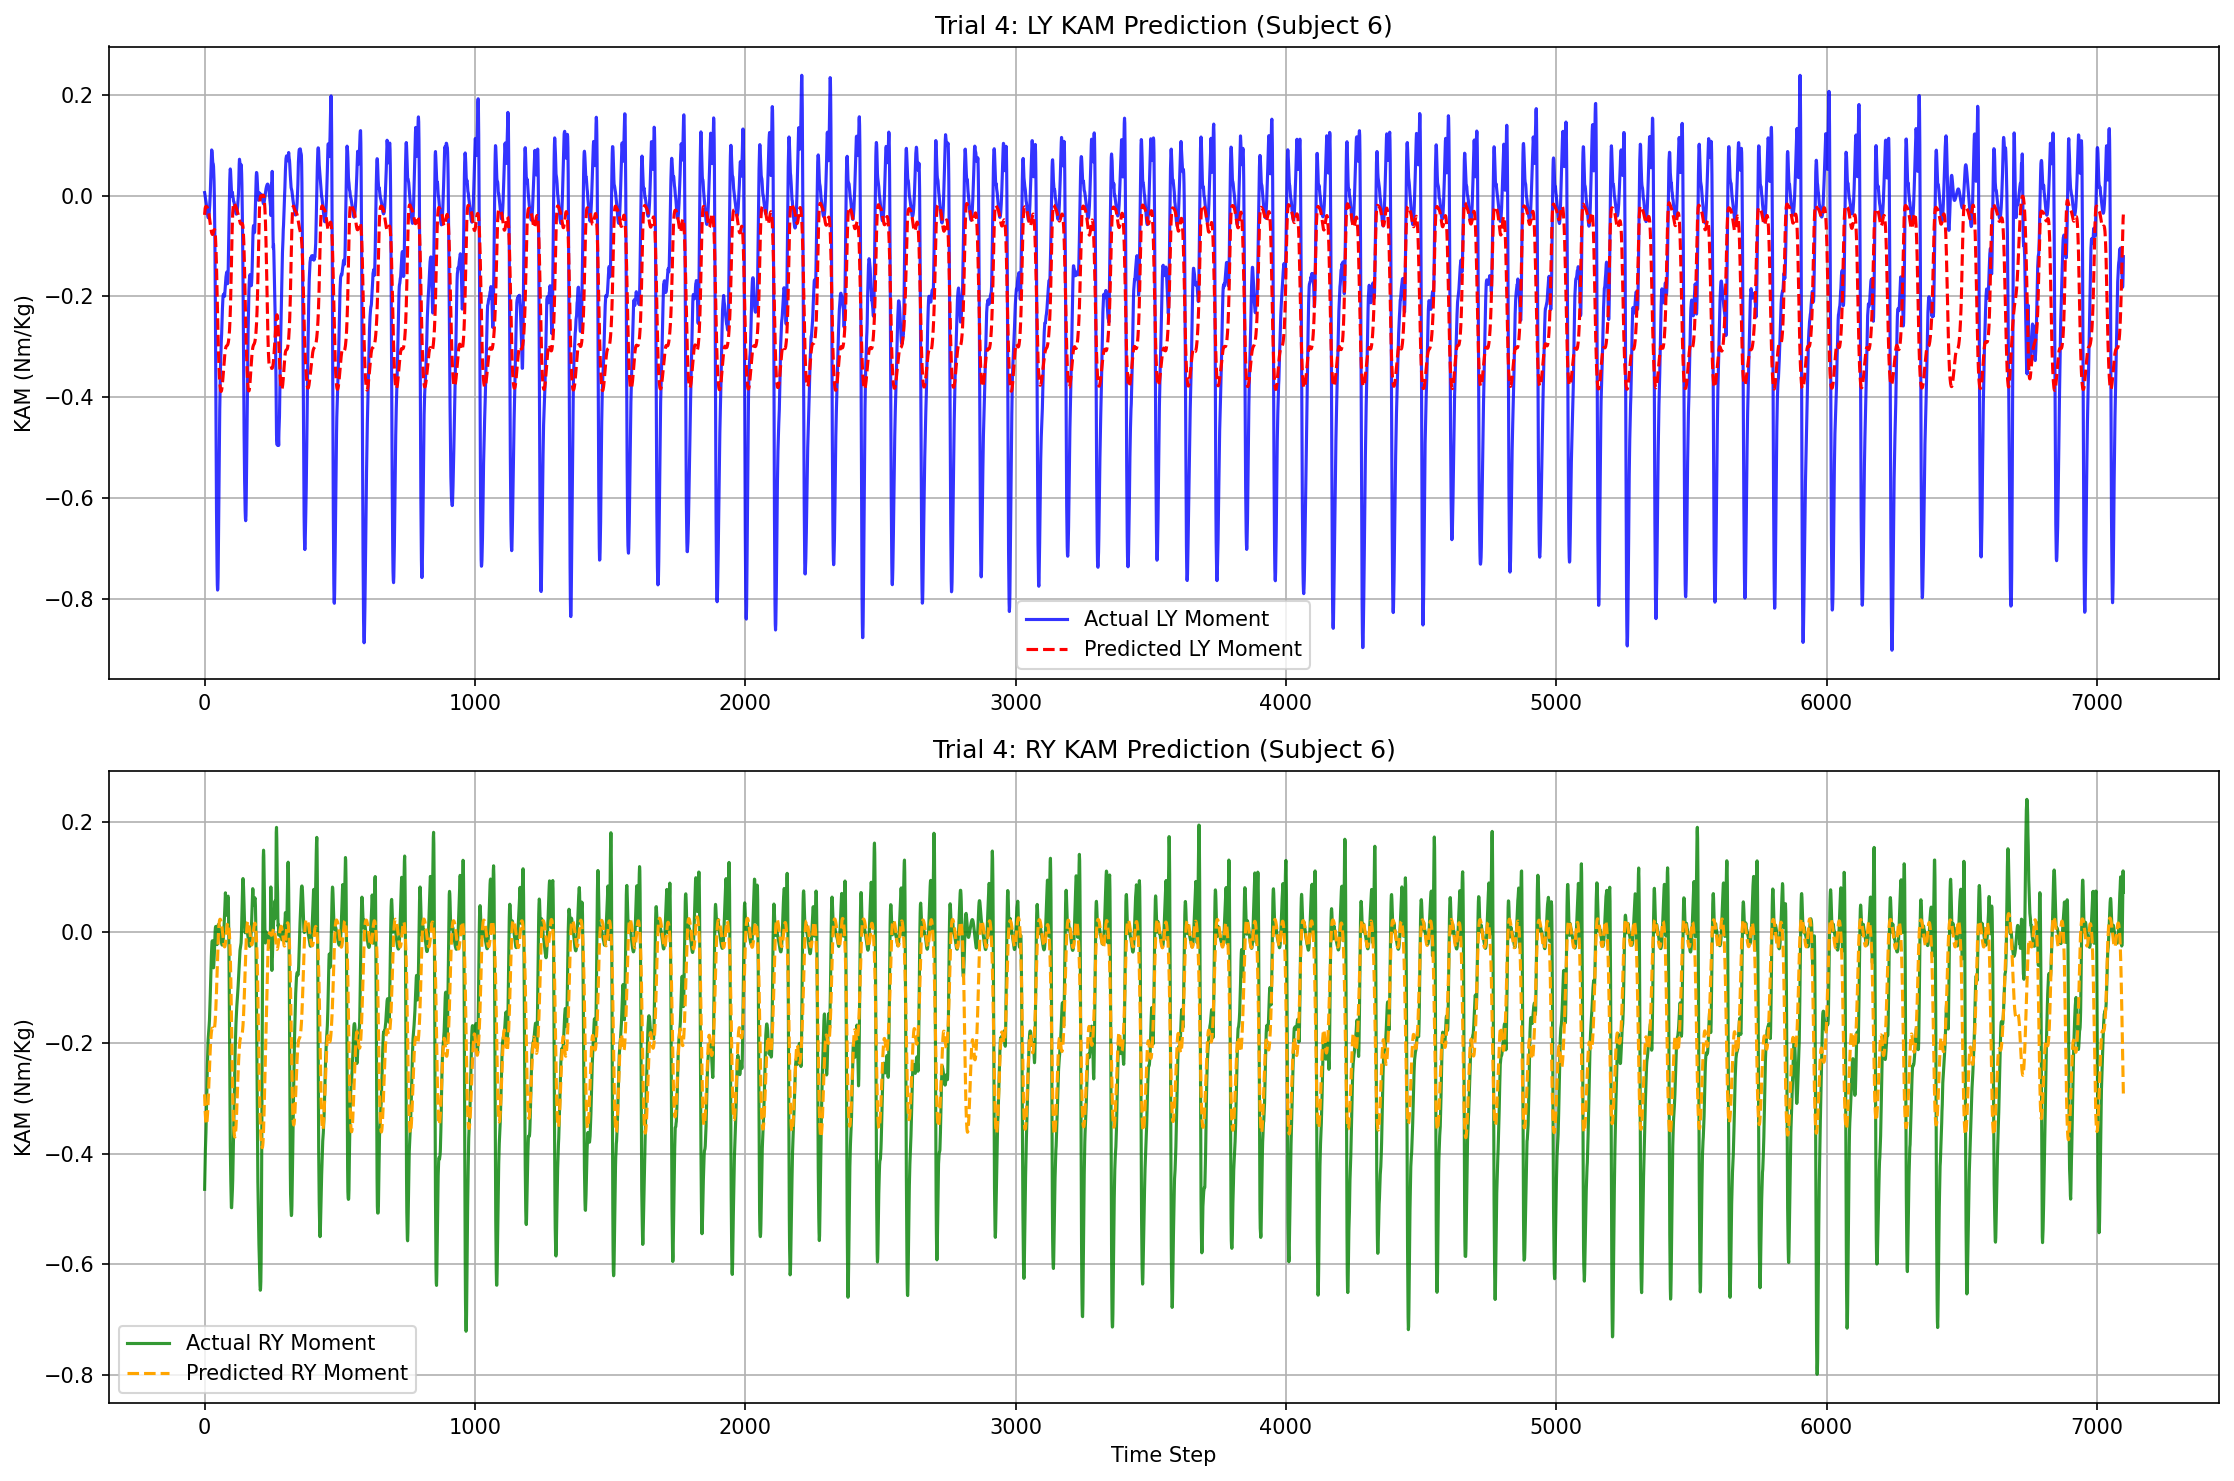 Trial 4: LY KAM Prediction (Subject 6)
KAM (Nm/Kg)
0.2
0.0
−0.2
−0.4
−0.6
−0.8
Actual LY Moment
Predicted LY Moment
0 1000 2000 3000 4000 5000 6000 7000
Trial 4: RY KAM Prediction (Subject 6)
KAM (Nm/Kg)
0.2
0.0
−0.2
−0.4
−0.6
−0.8
Actual RY Moment
Predicted RY Moment
0 1000 2000 3000 4000 5000 6000 7000
Time Step